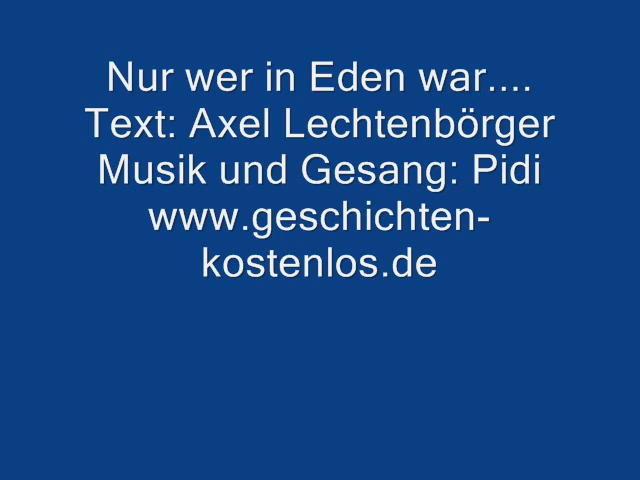 Nur wer in Eden war....
Text: Axel Lechtenbörger
Musik und Gesang: Pidi
www.geschichten-
kostenlos.de